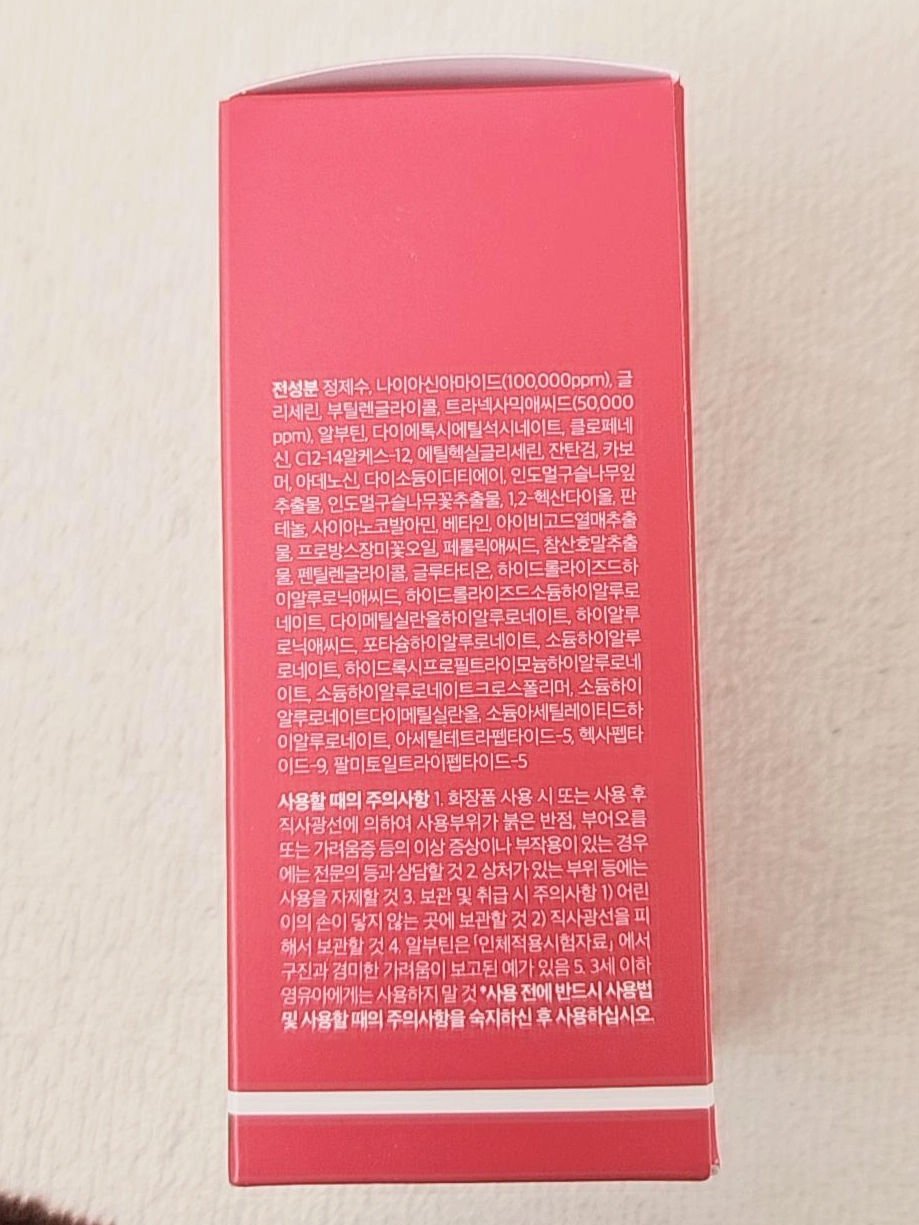 전성분 정제수, 나이아신아마이드(100,000ppm), 글
리세린, 부틸렌글라이콜, 트라넥사믹애씨드(50,000
ppm), 알부틴, 다이에톡시에틸석시네이트, 클로페네
신, C12-14알케스-12, 에틸헥실글리세린, 잔탄검, 카보
머, 아데노신, 다이소듐이디티에이, 인도멀구슬나무잎
추출물, 인도멀구슬나무꽃추출물, 1,2-헥산다이올, 판
테놀, 사이아노코발아민, 베타인, 아이비고드열매추출
물, 프로방스장미꽃오일, 페룰릭애씨드, 참산호말추출
물, 펜틸렌글라이콜, 글루타티온, 하이드롤라이즈드하
이알루로닉애씨드, 하이드롤라이즈드소듐하이알루로
네이트, 다이메틸실란올하이알루로네이트, 하이알루
로닉애씨드, 포타슘하이알루로네이트, 소듐하이알루
로네이트, 하이드록시프로필트라이모늄하이알루로네
이트, 소듐하이알루로네이트크로스폴리머, 소듐하이
알루로네이트다이메틸실란올, 소듐아세틸레이티드하
이알루로네이트, 아세틸테트라펩타이드-5, 헥사펩타
이드-9, 팔미토일트라이펩타이드-5
사용할 때의 주의사항 1. 화장품 사용 시 또는 사용 후
직사광선에 의하여 사용부위가 붉은 반점, 부어오름
또는 가려움증 등의 이상 증상이나 부작용이 있는 경우
에는 전문의 등과 상담할 것 2. 상처가 있는 부위 등에는
사용을 자제할 것 3. 보관 및 취급 시 주의사항 1) 어린
이의 손이 닿지 않는 곳에 보관할 것 2) 직사광선을 피
해서 보관할 것 4. 알부틴은 「인체적용시험자료」에서
구진과 경미한 가려움이 보고된 예가 있음 5. 3세 이하
영유아에게는 사용하지 말 것 *사용 전에 반드시 사용법
및 사용할 때의 주의사항을 숙지하신 후 사용하십시오.